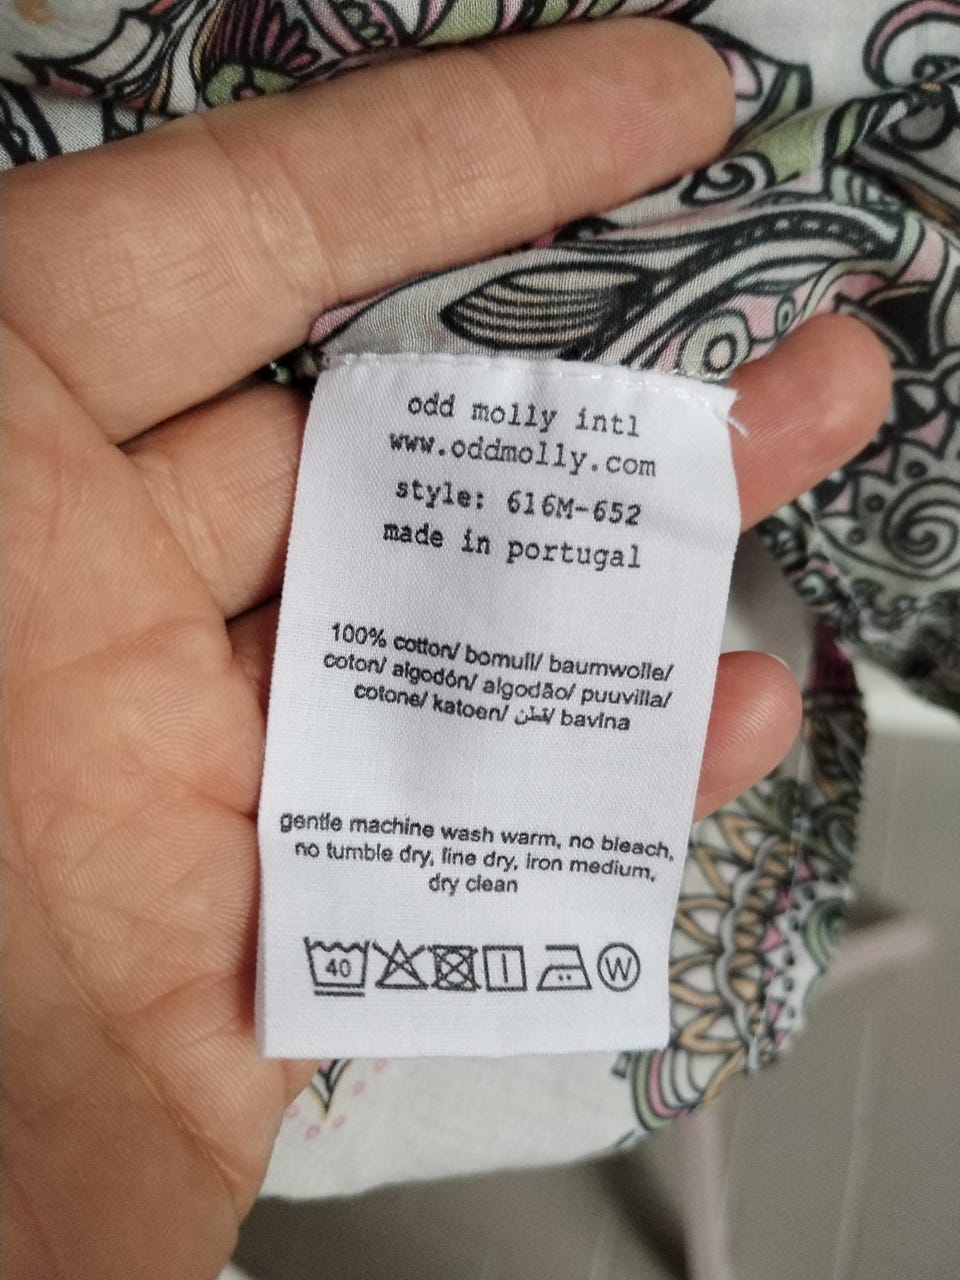 odd molly intl
www.oddmolly.com
style: 616M-652
made in portugal
100% cotton/ bomull/ baumwolle/
coton/ algodón/ algodão/ puuvilla/
cotone/ katoen/ قطن/ bavlna
gentle machine wash warm, no bleach,
no tumble dry, line dry, iron medium,
dry clean
40 W